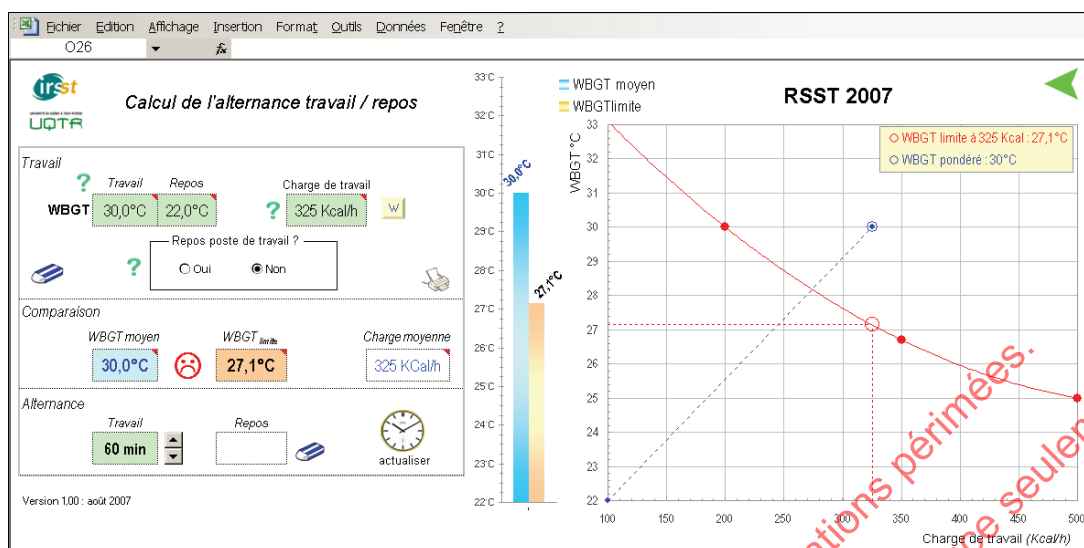 Fichier Edition Affichage Insertion Format Outils Données Fenêtre ?
O26 fx
irsst
UQTR
Calcul de l'alternance travail / repos
Travail
? Travail Repos Charge de travail
WBGT 30,0°C 22,0°C ? 325 Kcal/h W
Repos poste de travail ?
? Oui Non
Comparaison
WBGT moyen WBGT limite Charge moyenne
30,0°C 27,1°C 325 KCal/h
Alternance
Travail Repos
60 min
actualiser
Version 1,00 : août 2007
33°C
32°C
31°C
30°C
29°C
28°C
27°C
26°C
25°C
24°C
23°C
22°C
30,0°C
27,1°C
WBGT moyen
WBGTlimite
RSST 2007
WBGT °C
WBGT limite à 325 Kcal : 27,1°C
WBGT pondéré : 30°C
33
32
31
30
29
28
27
26
25
24
23
22
100 150 200 250 300 350 400 450 500
Charge de travail (Kcal/h)
ations périmées.
ce seulem